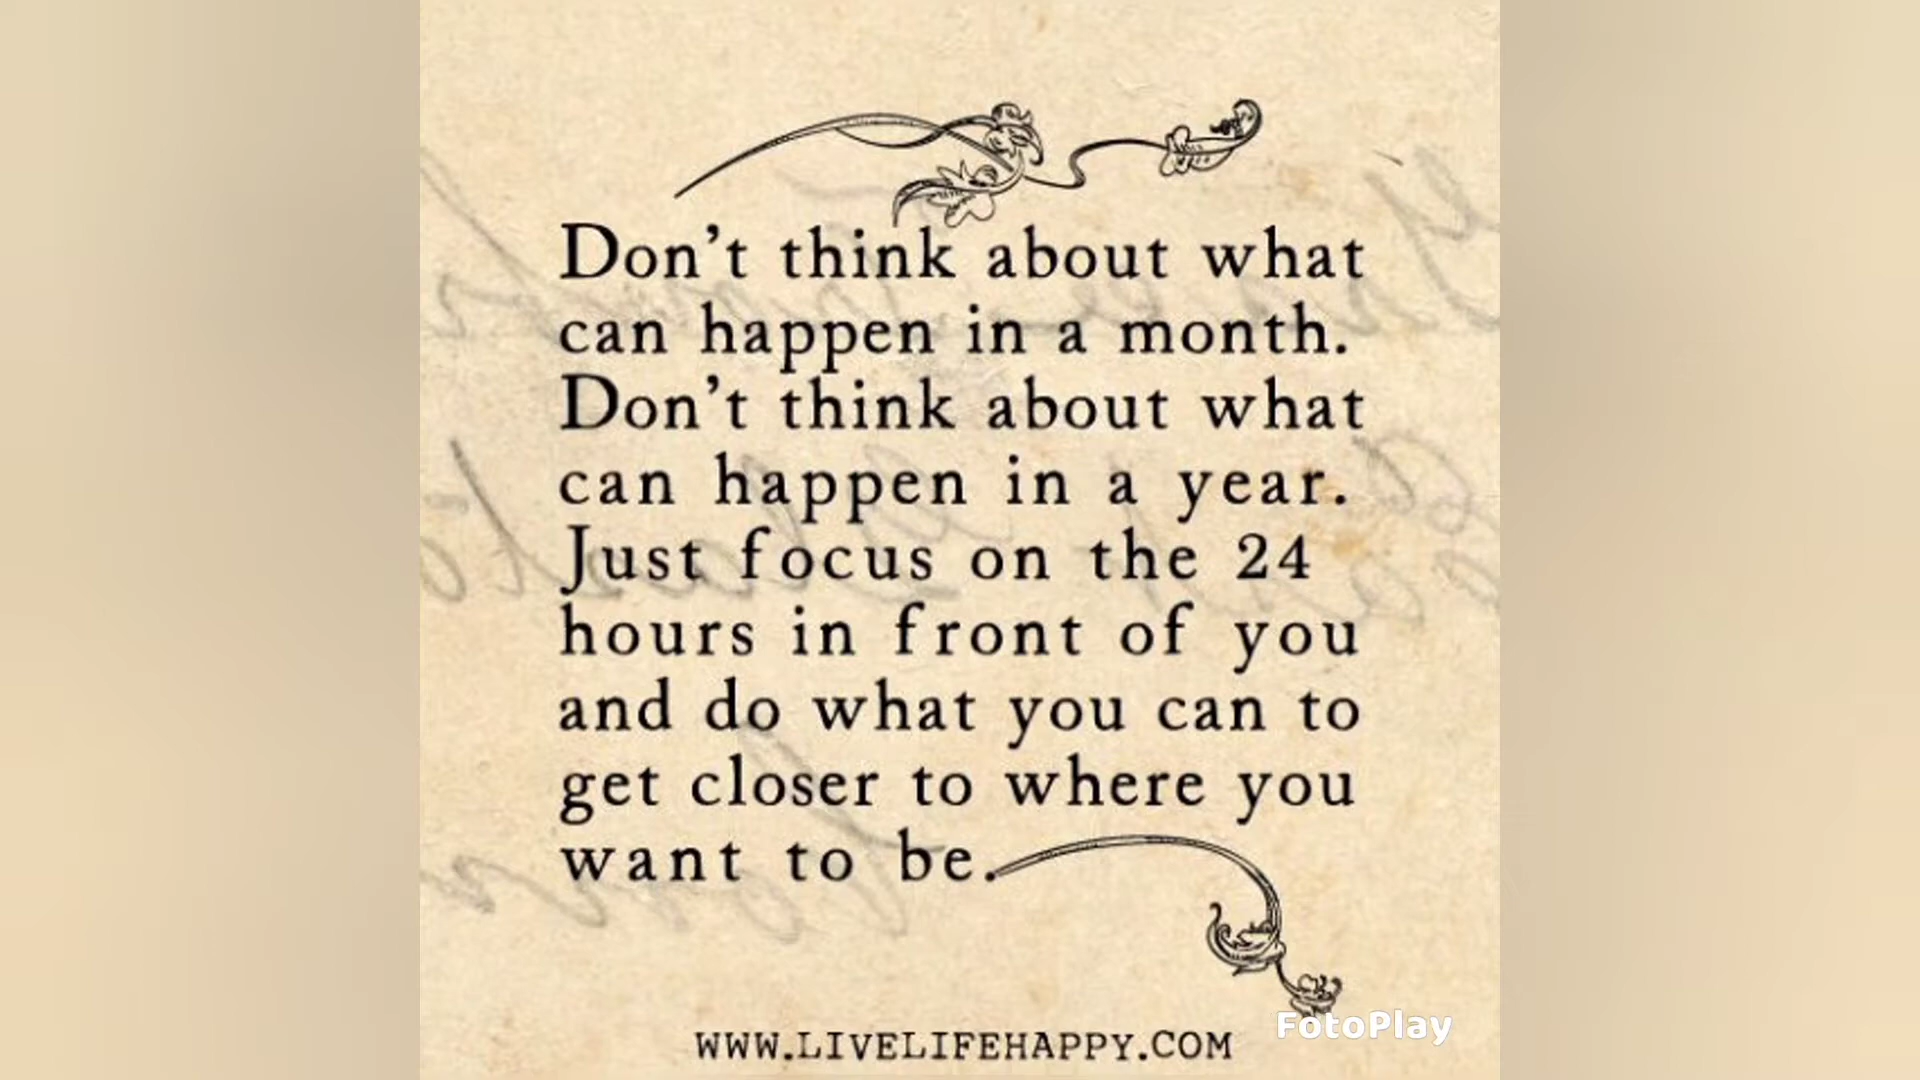 Don't think about what
can happen in a month.
Don't think about what
can happen in a year.
Just focus on the 24
hours in front of you
and do what you can to
get closer to where you
want to be.
WWW.LIVELIFEHAPPY.COM
FotoPlay